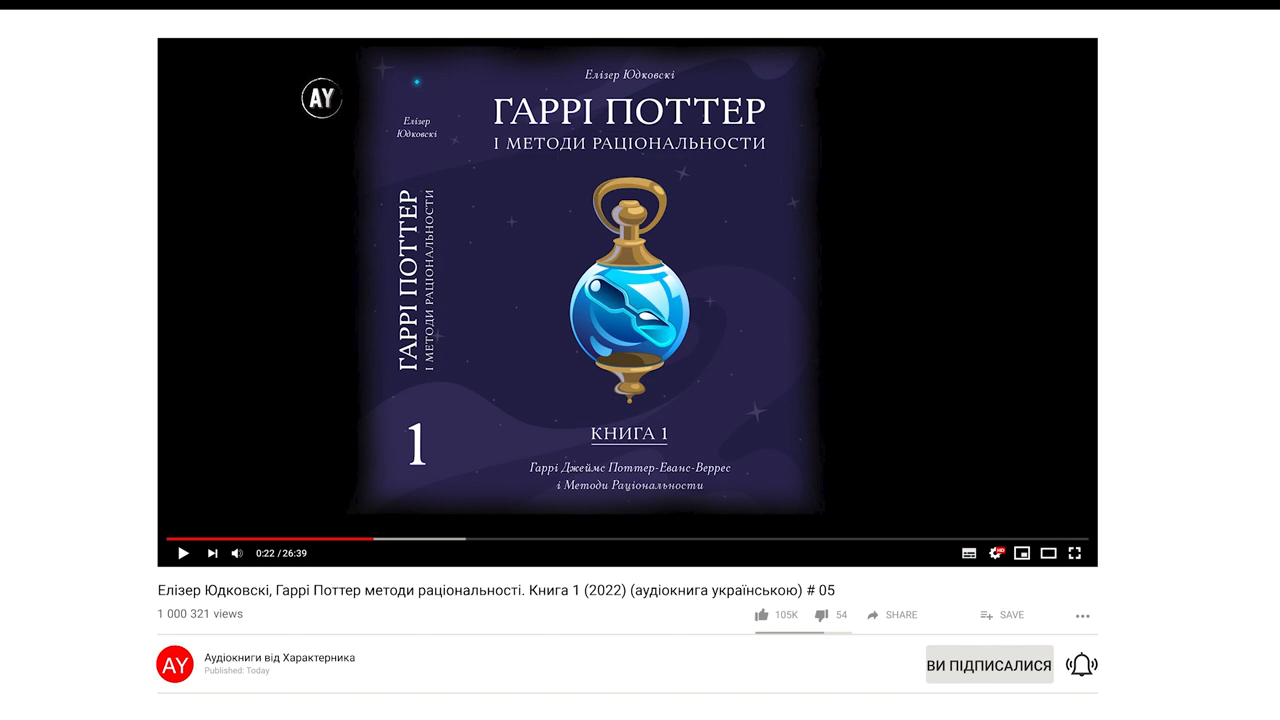 AY
Елізер Юдковскі
ГАРРІ ПОТТЕР
І МЕТОДИ РАЦІОНАЛЬНОСТИ
Елізер
Юдковскі
ГАРРІ ПОТТЕР
І МЕТОДИ РАЦІОНАЛЬНОСТИ
1
КНИГА 1
Гаррі Джеймс Поттер-Еванс-Веррес
і Методи Раціональности
0:22 / 26:39
HD
Елізер Юдковскі, Гаррі Поттер методи раціональності. Книга 1 (2022) (аудіокнига українською) # 05
1 000 321 views
105K 54 SHARE SAVE
AY
Аудіокниги від Характерника
Published: Today
ВИ ПІДПИСАЛИСЯ